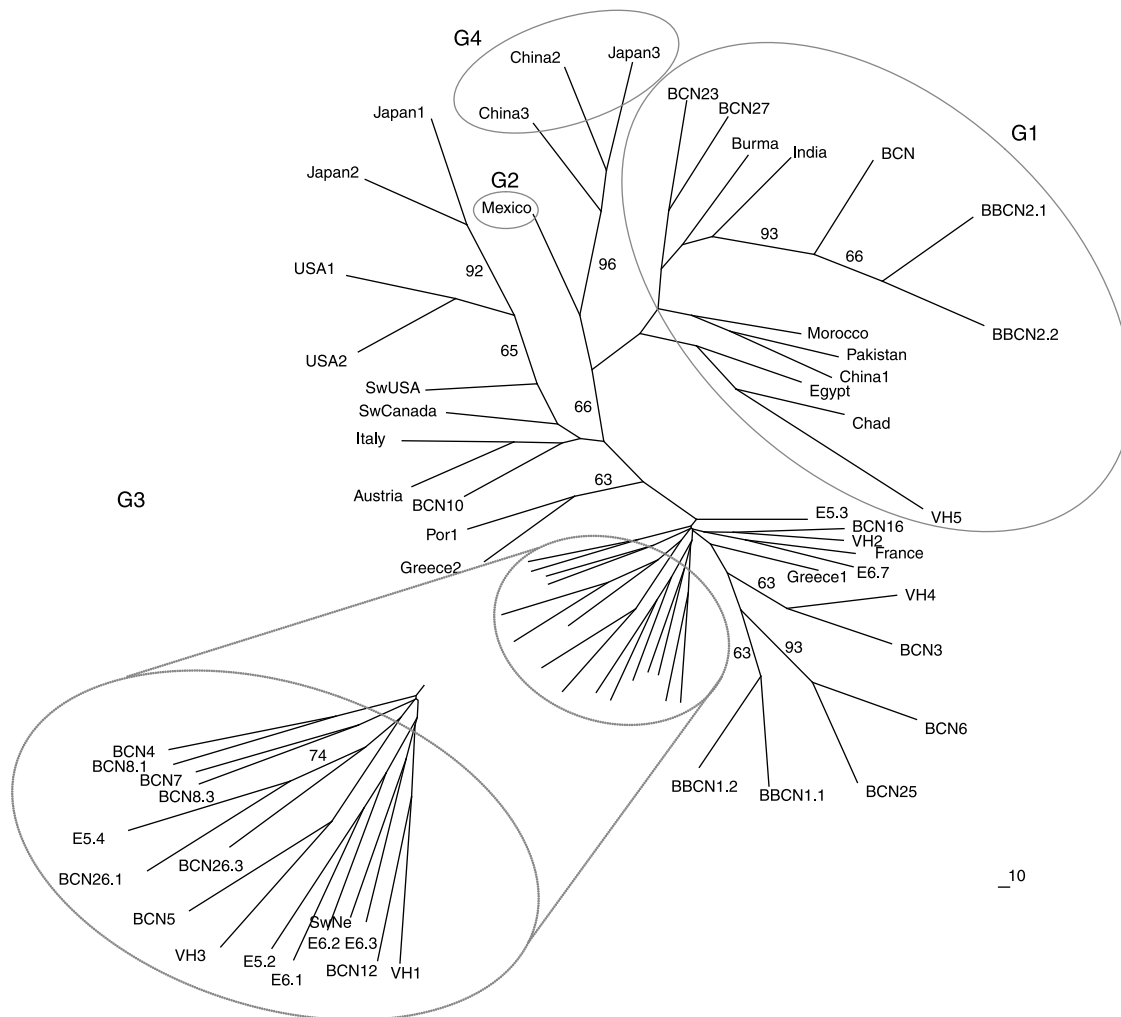 G4
China2
Japan3
China3
Japan1
Japan2
G2
Mexico
USA1
USA2
92
65
96
66
BCN23
BCN27
Burma
India
BCN
G1
BBCN2.1
93
66
BBCN2.2
Morocco
Pakistan
China1
Egypt
Chad
VH5
SwUSA
SwCanada
Italy
Austria
BCN10
63
Por1
Greece2
G3
E5.3
BCN16
VH2
France
E6.7
Greece1
63
VH4
BCN3
93
63
BCN6
BCN25
BBCN1.1
BBCN1.2
BCN4
BCN8.1
BCN7
BCN8.3
74
E5.4
BCN26.3
BCN26.1
BCN5
VH3
E5.2
E6.1
SwNe
E6.2
E6.3
BCN12
VH1
10